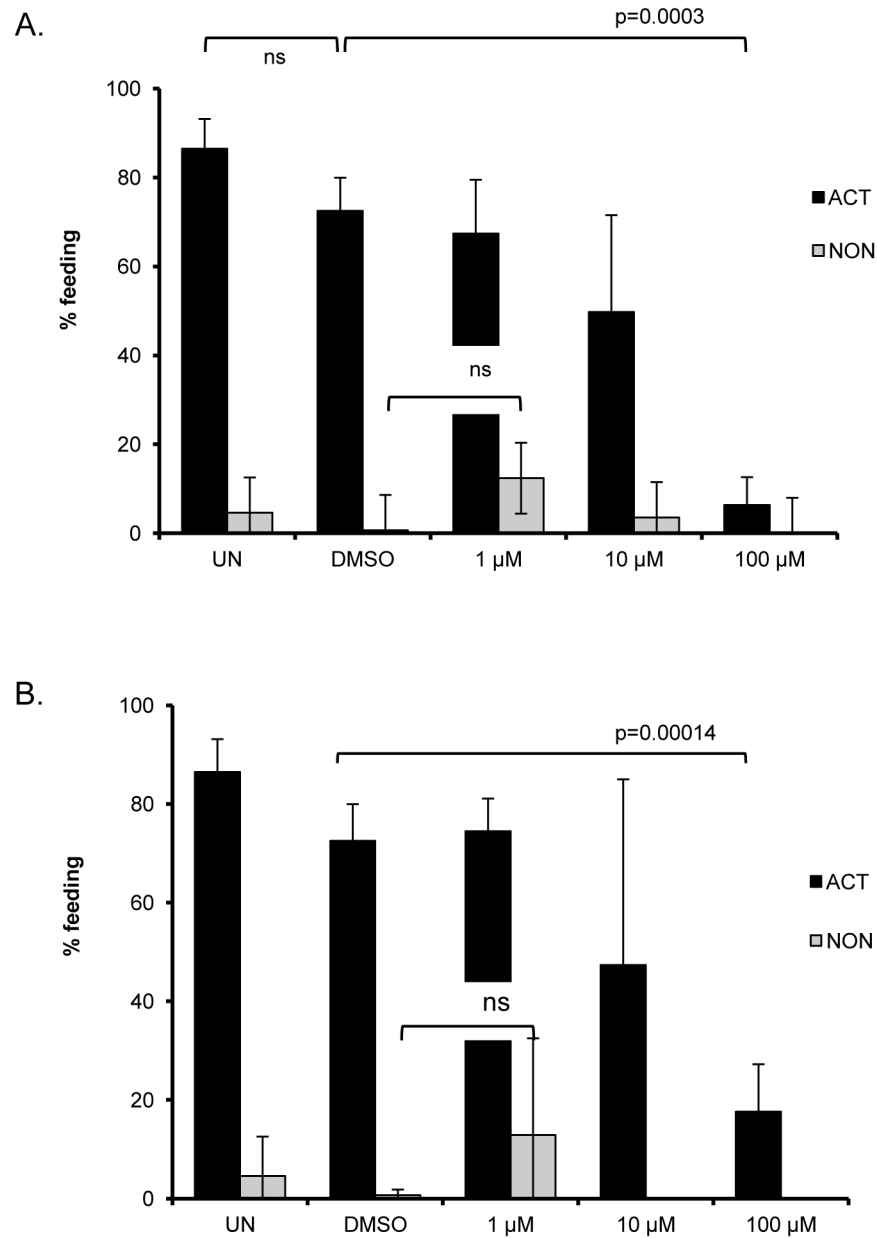 A.
p=0.0003
ns
100
80
60
40
20
0
% feeding
ACT
NON
ns
UN DMSO 1 µM 10 µM 100 µM
B.
p=0.00014
100
80
60
40
20
0
% feeding
ACT
NON
ns
UN DMSO 1 µM 10 µM 100 µM